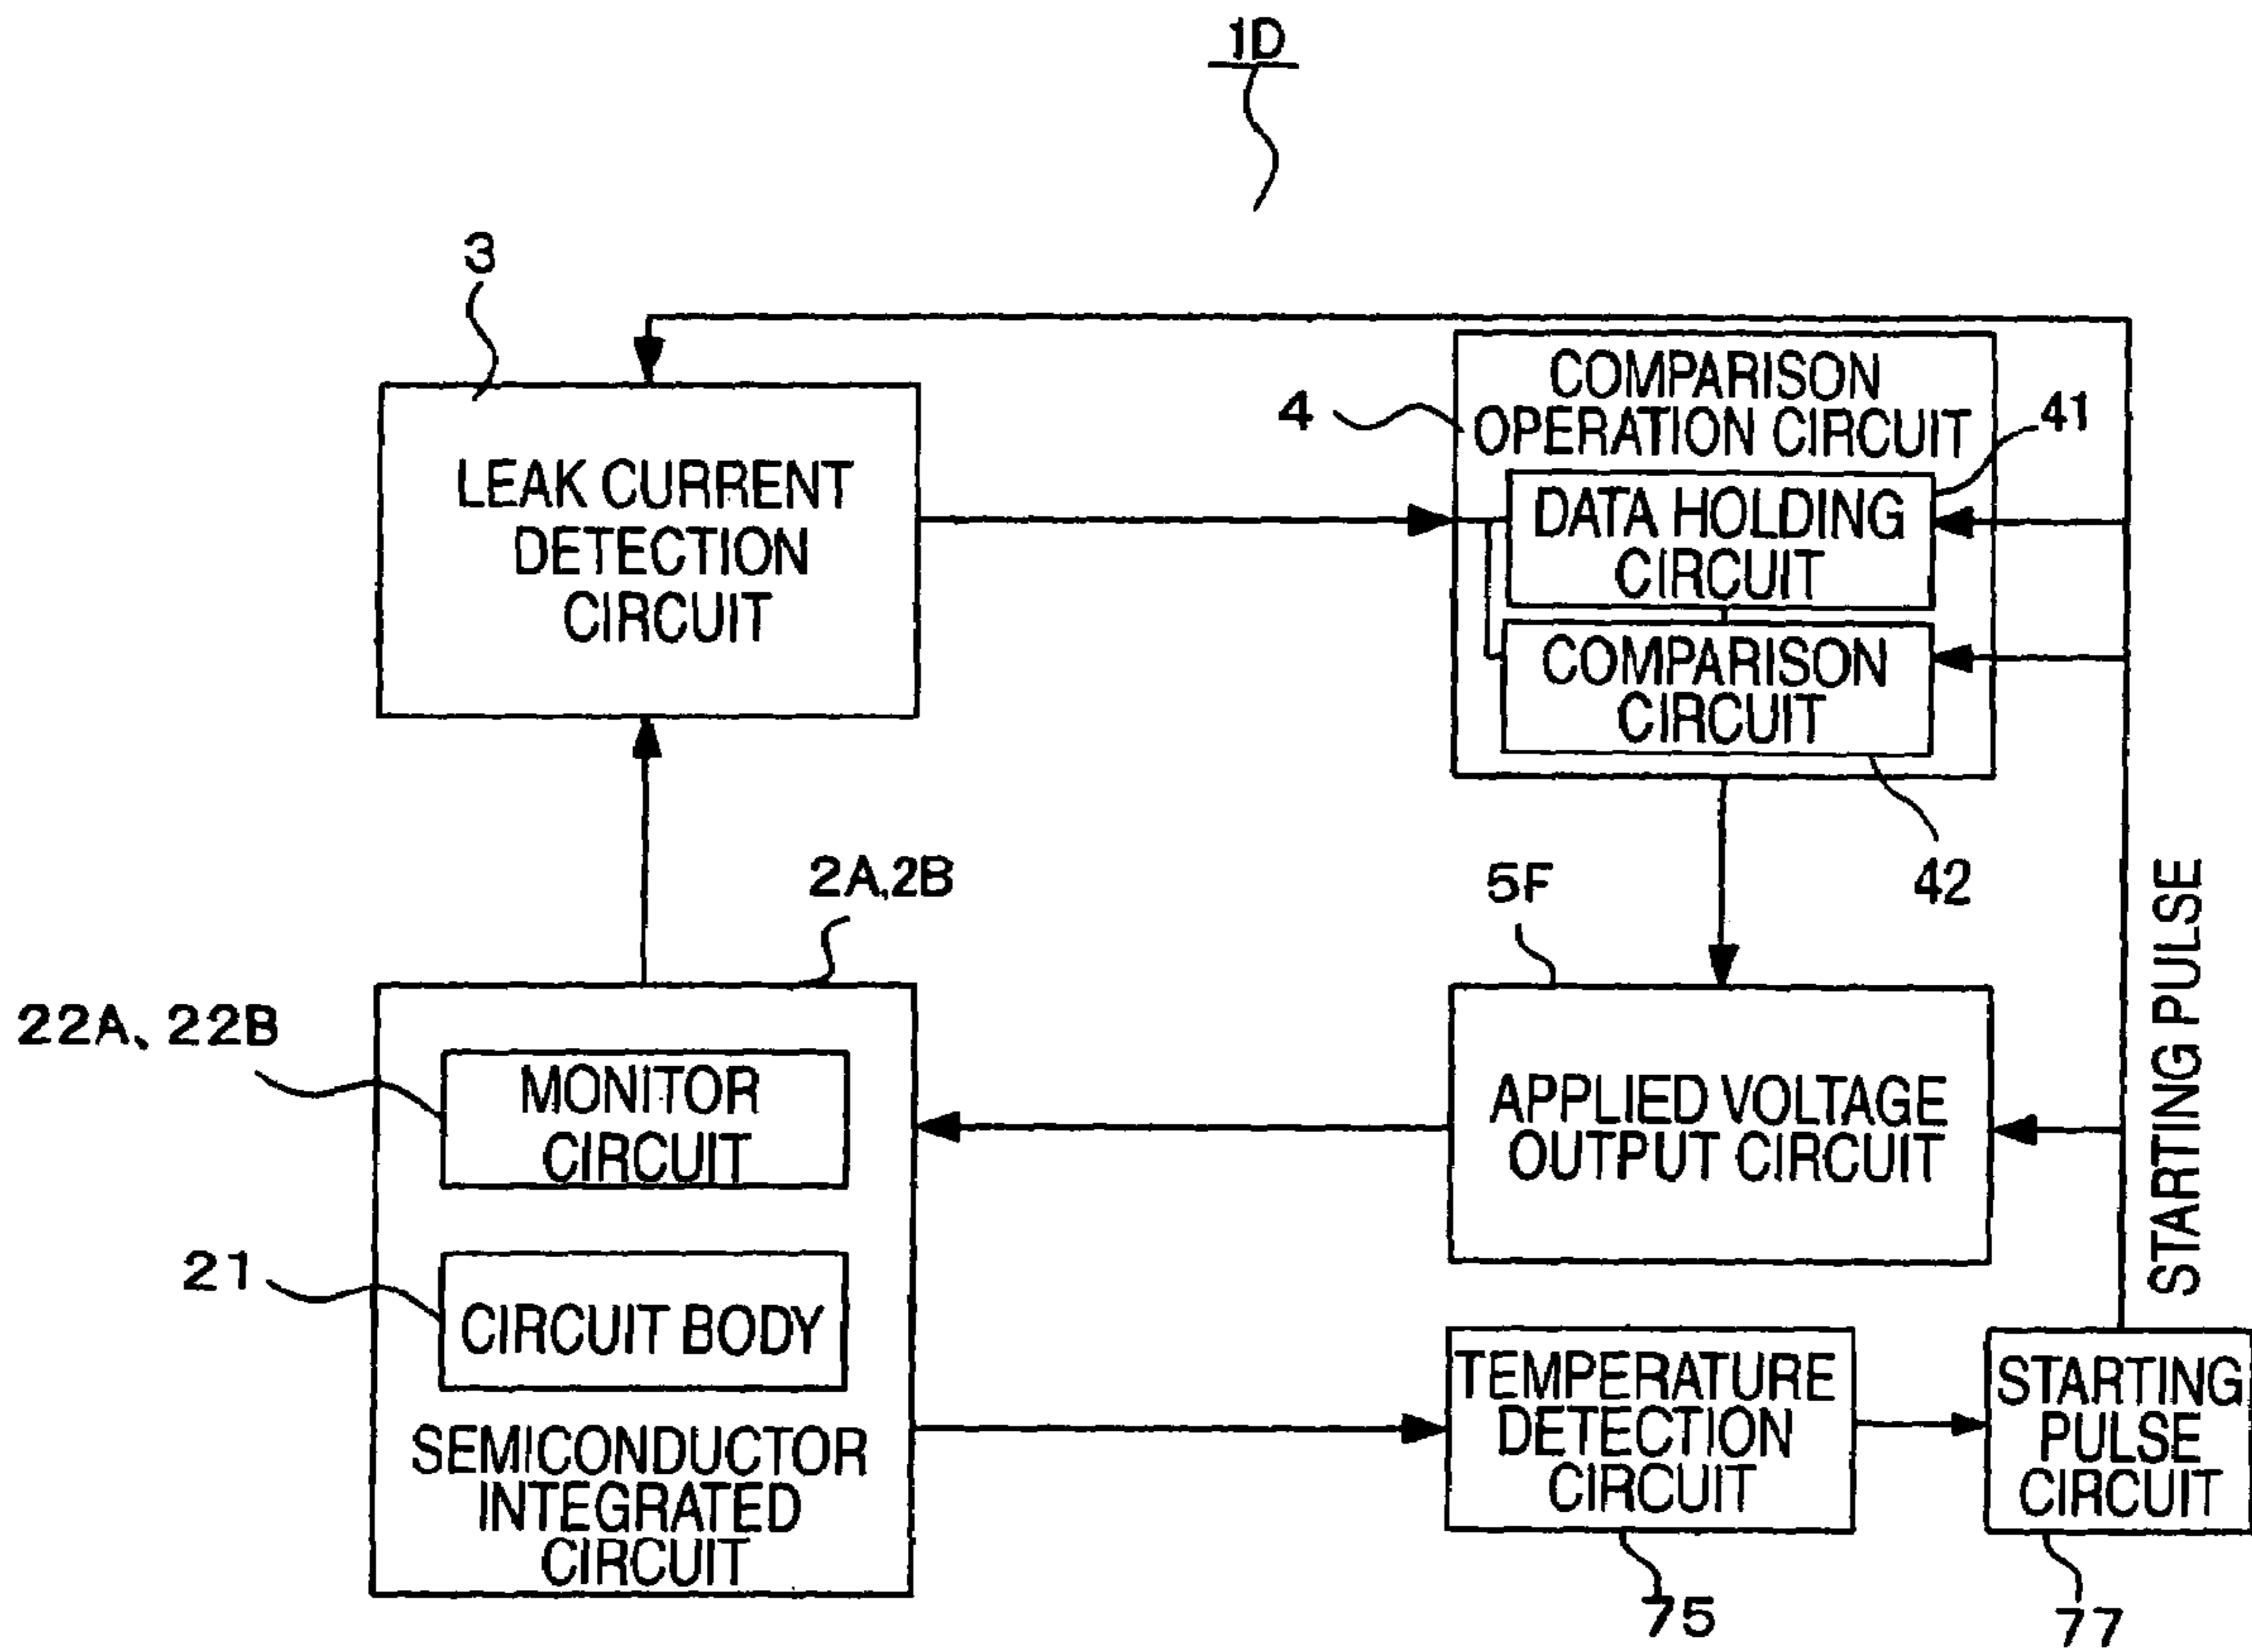 1D
3
LEAK CURRENT
DETECTION
CIRCUIT
4
COMPARISON
OPERATION CIRCUIT
41
DATA HOLDING
CIRCUIT
COMPARISON
CIRCUIT
42
2A,2B
22A、22B
MONITOR
CIRCUIT
21
CIRCUIT BODY
SEMICONDUCTOR
INTEGRATED
CIRCUIT
5F
APPLIED VOLTAGE
OUTPUT CIRCUIT
STARTING PULSE
TEMPERATURE
DETECTION
CIRCUIT
75
STARTING
PULSE
CIRCUIT
77